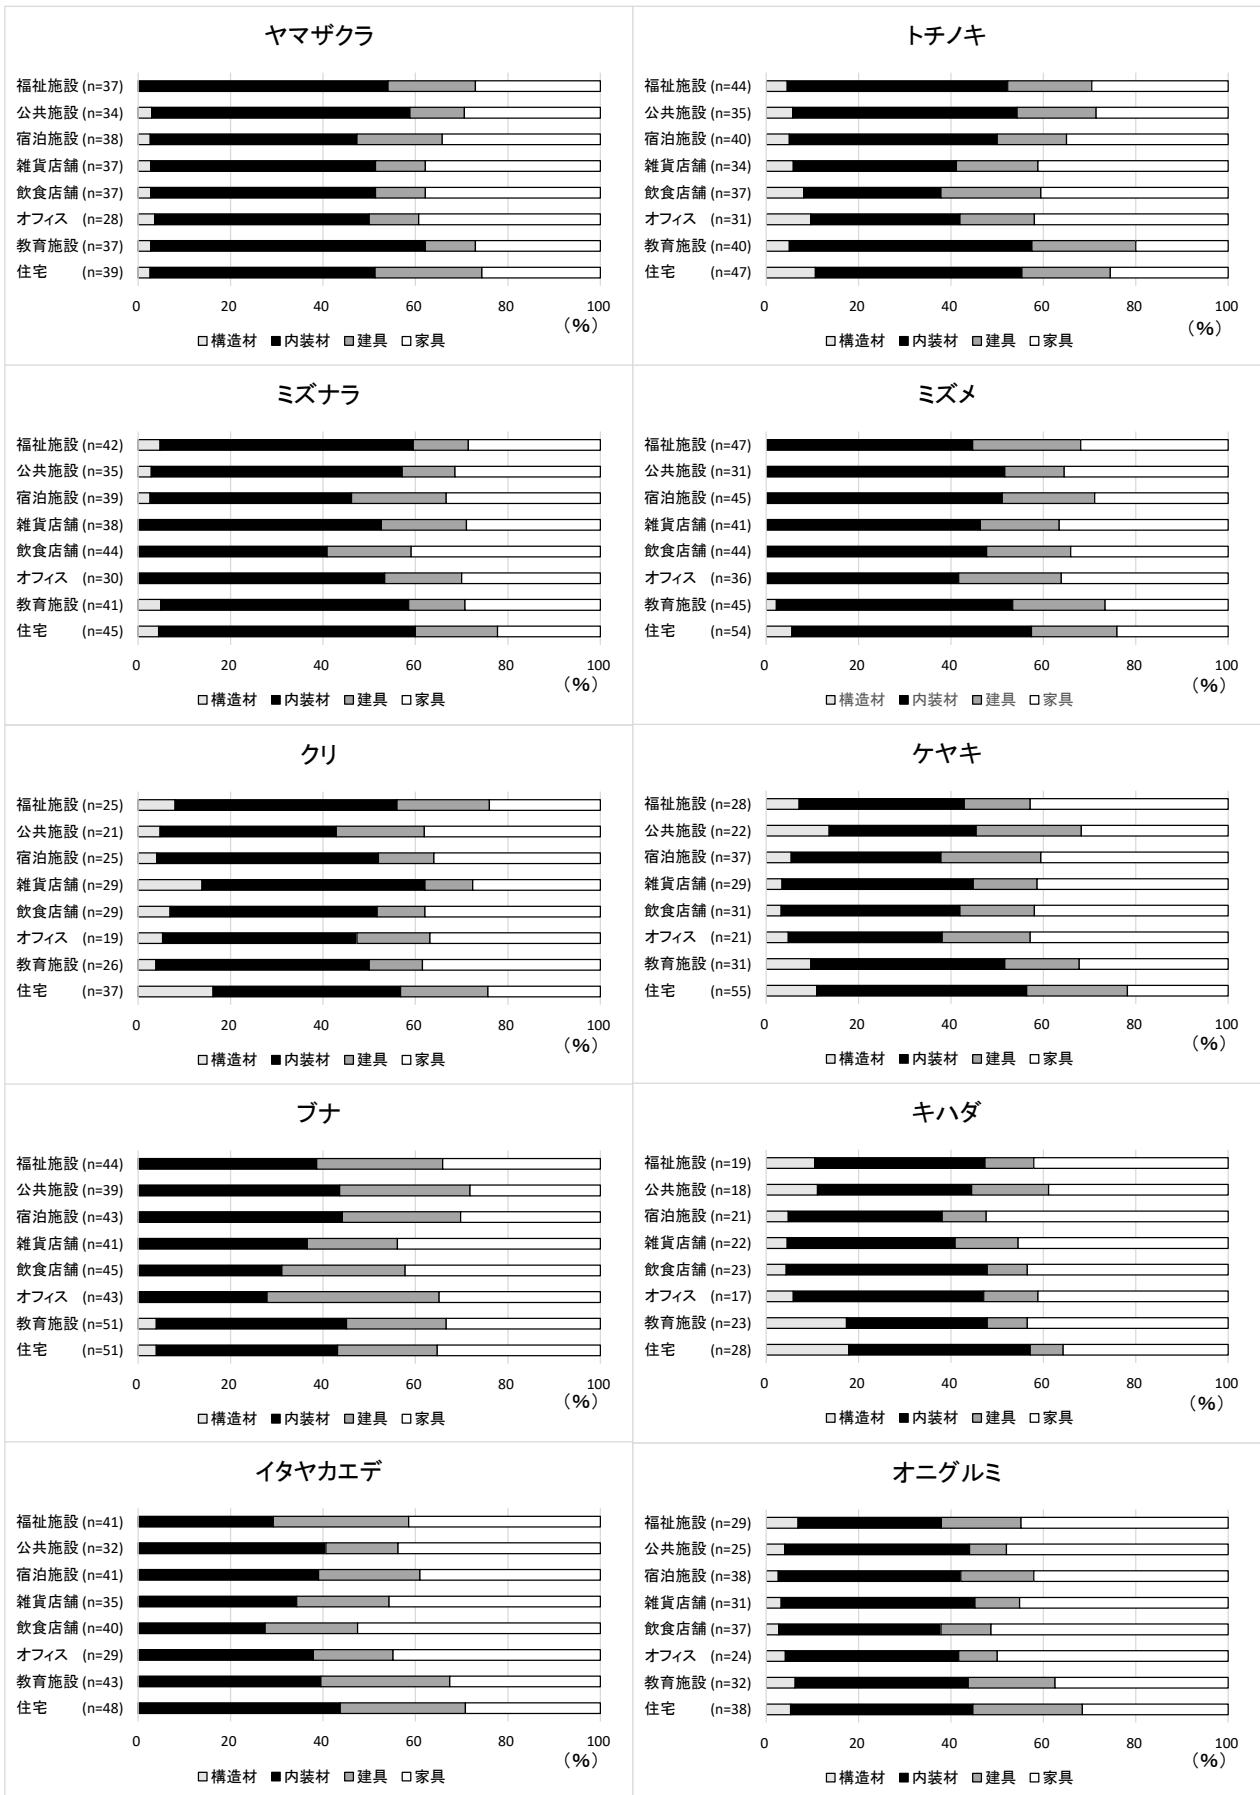 ヤマザクラ
福祉施設 (n=37)
公共施設 (n=34)
宿泊施設 (n=38)
雑貨店舗 (n=37)
飲食店舗 (n=37)
オフィス (n=28)
教育施設 (n=37)
住宅 (n=39)
0 20 40 60 80 100
（%）
構造材 内装材 建具 家具
トチノキ
福祉施設 (n=44)
公共施設 (n=35)
宿泊施設 (n=40)
雑貨店舗 (n=34)
飲食店舗 (n=37)
オフィス (n=31)
教育施設 (n=40)
住宅 (n=47)
0 20 40 60 80 100
（%）
構造材 内装材 建具 家具
ミズナラ
福祉施設 (n=42)
公共施設 (n=35)
宿泊施設 (n=39)
雑貨店舗 (n=38)
飲食店舗 (n=44)
オフィス (n=30)
教育施設 (n=41)
住宅 (n=45)
0 20 40 60 80 100
（%）
構造材 内装材 建具 家具
ミズメ
福祉施設 (n=47)
公共施設 (n=31)
宿泊施設 (n=45)
雑貨店舗 (n=41)
飲食店舗 (n=44)
オフィス (n=36)
教育施設 (n=45)
住宅 (n=54)
0 20 40 60 80 100
（%）
構造材 内装材 建具 家具
クリ
福祉施設 (n=25)
公共施設 (n=21)
宿泊施設 (n=25)
雑貨店舗 (n=29)
飲食店舗 (n=29)
オフィス (n=19)
教育施設 (n=26)
住宅 (n=37)
0 20 40 60 80 100
（%）
構造材 内装材 建具 家具
ケヤキ
福祉施設 (n=28)
公共施設 (n=22)
宿泊施設 (n=37)
雑貨店舗 (n=29)
飲食店舗 (n=31)
オフィス (n=21)
教育施設 (n=31)
住宅 (n=55)
0 20 40 60 80 100
（%）
構造材 内装材 建具 家具
ブナ
福祉施設 (n=44)
公共施設 (n=39)
宿泊施設 (n=43)
雑貨店舗 (n=41)
飲食店舗 (n=45)
オフィス (n=43)
教育施設 (n=51)
住宅 (n=51)
0 20 40 60 80 100
（%）
構造材 内装材 建具 家具
キハダ
福祉施設 (n=19)
公共施設 (n=18)
宿泊施設 (n=21)
雑貨店舗 (n=22)
飲食店舗 (n=23)
オフィス (n=17)
教育施設 (n=23)
住宅 (n=28)
0 20 40 60 80 100
（%）
構造材 内装材 建具 家具
イタヤカエデ
福祉施設 (n=41)
公共施設 (n=32)
宿泊施設 (n=41)
雑貨店舗 (n=35)
飲食店舗 (n=40)
オフィス (n=29)
教育施設 (n=43)
住宅 (n=48)
0 20 40 60 80 100
（%）
構造材 内装材 建具 家具
オニグルミ
福祉施設 (n=29)
公共施設 (n=25)
宿泊施設 (n=38)
雑貨店舗 (n=31)
飲食店舗 (n=37)
オフィス (n=24)
教育施設 (n=32)
住宅 (n=38)
0 20 40 60 80 100
（%）
構造材 内装材 建具 家具